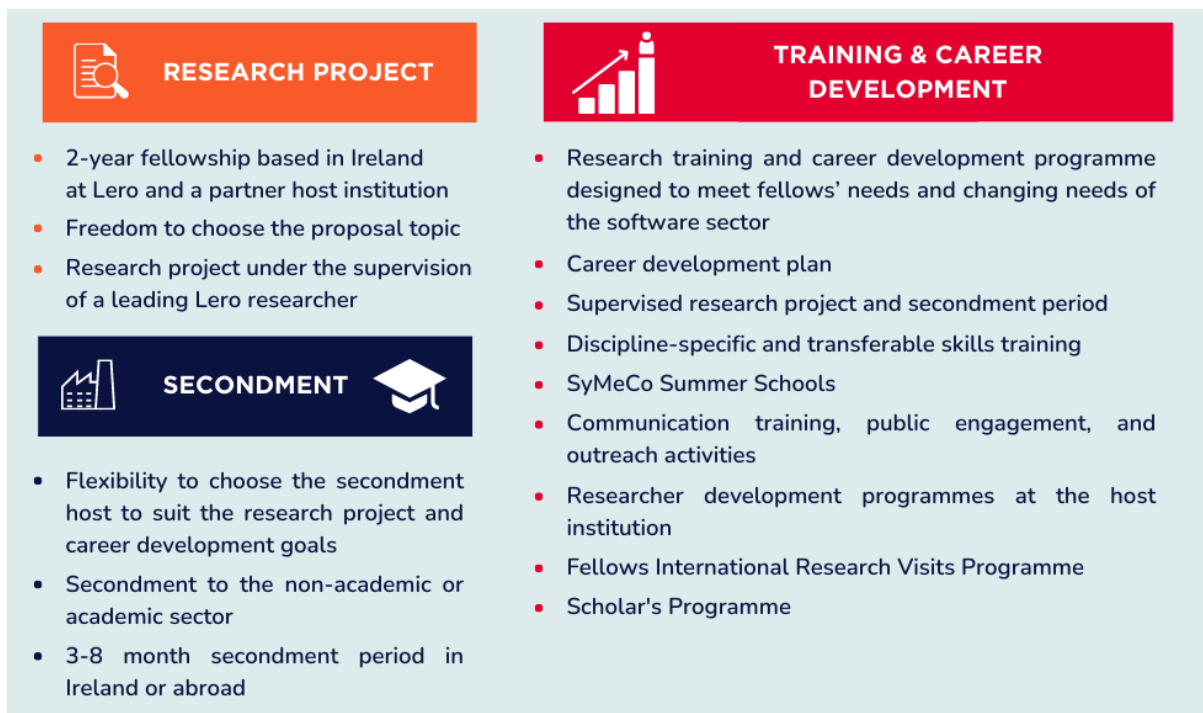 RESEARCH PROJECT
• 2-year fellowship based in Ireland
at Lero and a partner host institution
• Freedom to choose the proposal topic
• Research project under the supervision
of a leading Lero researcher
SECONDMENT
• Flexibility to choose the secondment
host to suit the research project and
career development goals
• Secondment to the non-academic or
academic sector
• 3-8 month secondment period in
Ireland or abroad
TRAINING & CAREER
DEVELOPMENT
• Research training and career development programme
designed to meet fellows’ needs and changing needs of
the software sector
• Career development plan
• Supervised research project and secondment period
• Discipline-specific and transferable skills training
• SyMeCo Summer Schools
• Communication training, public engagement, and
outreach activities
• Researcher development programmes at the host
institution
• Fellows International Research Visits Programme
• Scholar's Programme